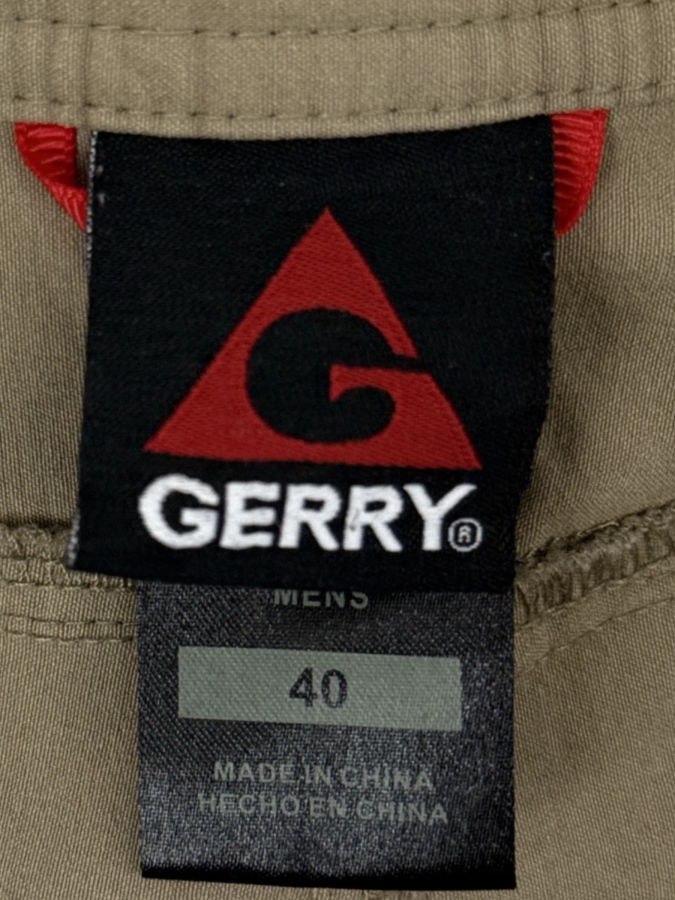 G
GERRY®
MENS
40
MADE IN CHINA
HECHO EN CHINA